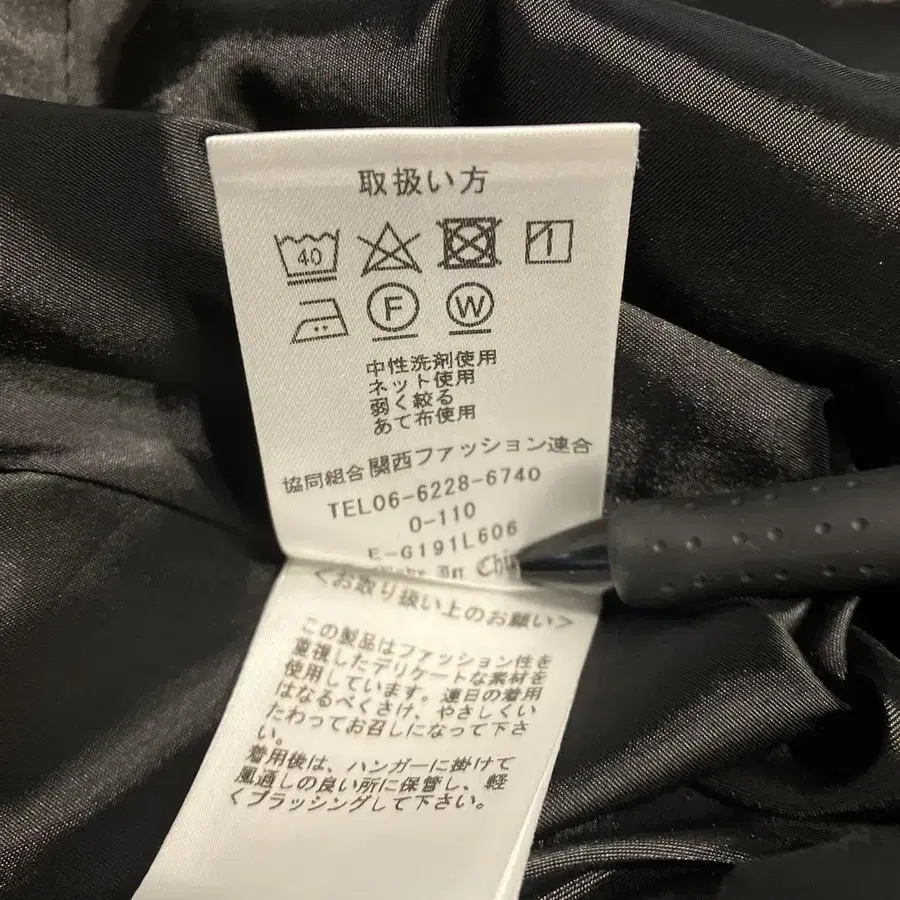 取扱い方
40
F W
中性洗剤使用
ネット使用
弱く絞る
あて布使用
協同組合関西ファッション連合
TEL06-6228-6740
0-110
E-G191L606
<お取り扱い上のお願い>
この製品はファッション性を
重視したデリケートな素材を
使用しています。連日の着用
はなるべくさけ、やさしくい
たわってお召しになって下さ
い。
着用後は、ハンガーに掛けて
風通しの良い所に保管し、軽
くブラッシングして下さい。